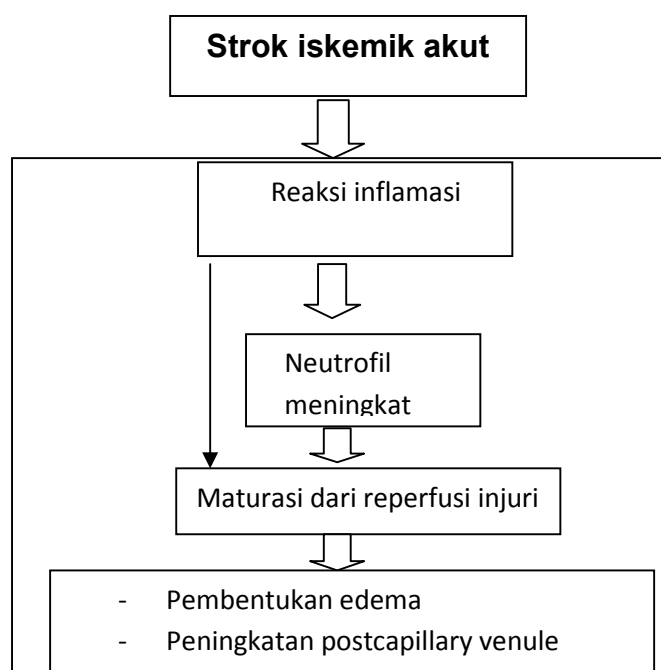 Strok iskemik akut
Reaksi inflamasi
Neutrofil
meningkat
Maturasi dari reperfusi injuri
- Pembentukan edema
- Peningkatan postcapillary venule